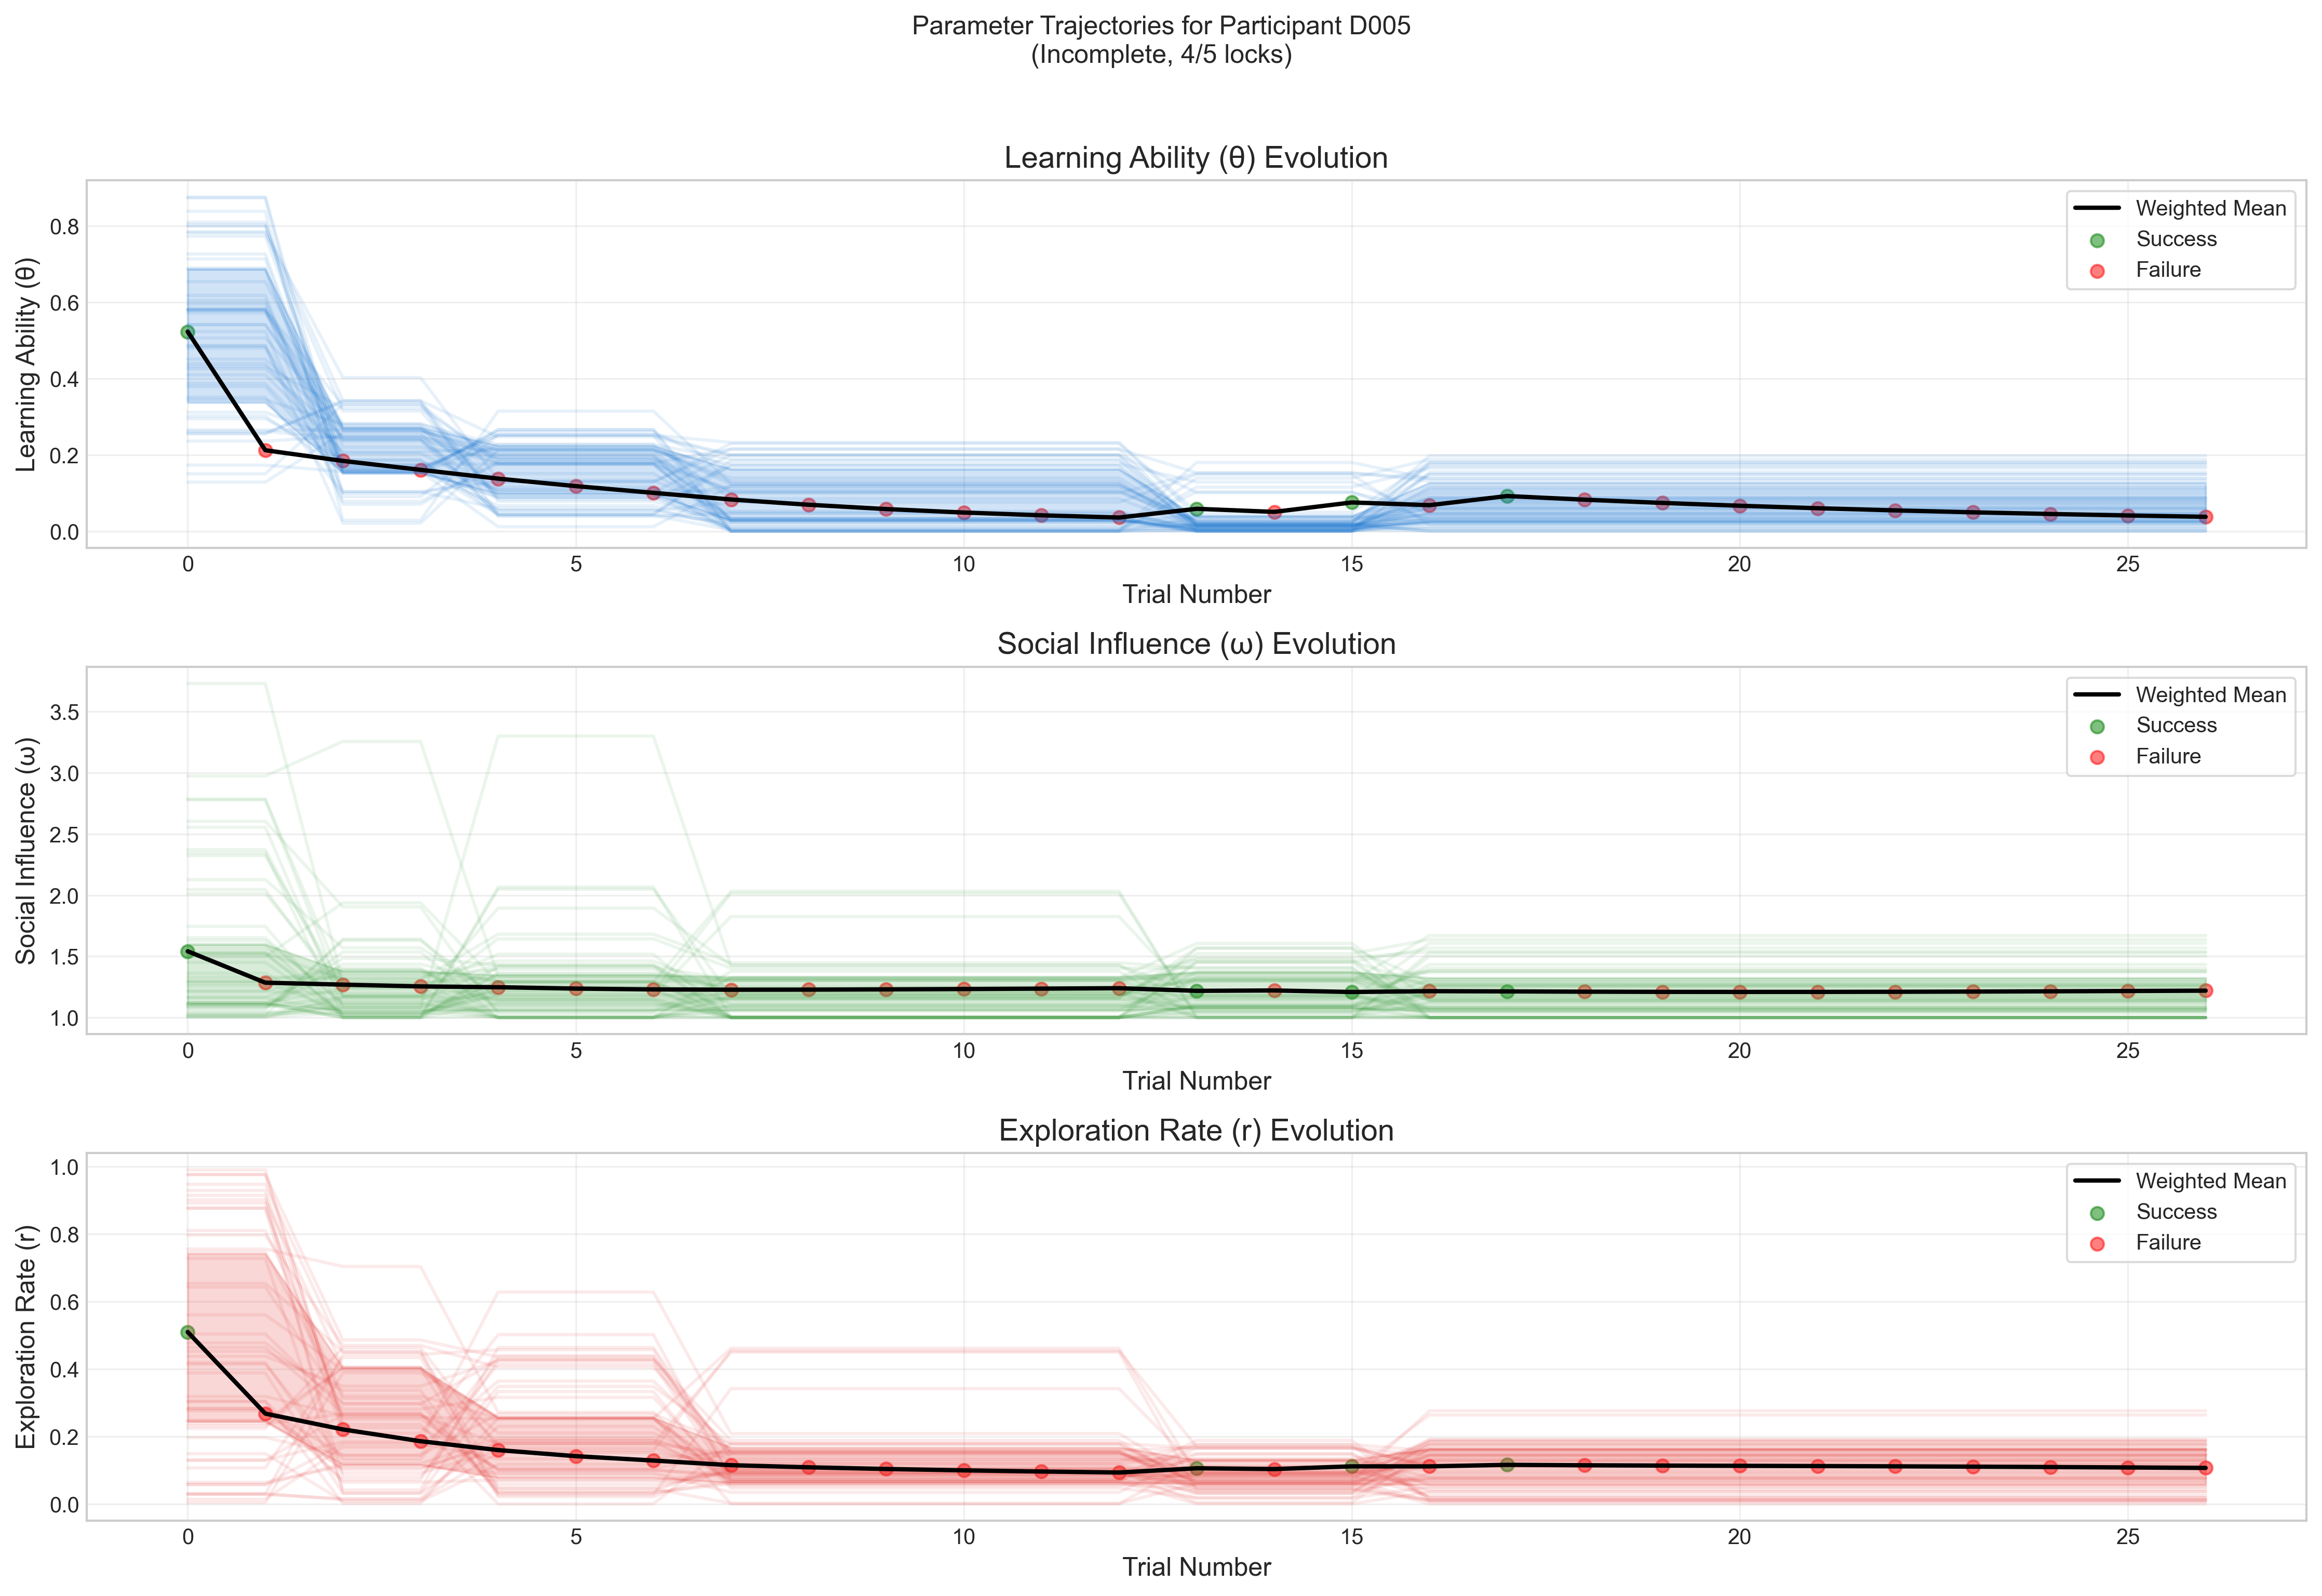 Parameter Trajectories for Participant D005
(Incomplete, 4/5 locks)
Learning Ability (θ) Evolution
Learning Ability (θ)
0.8
0.6
0.4
0.2
0.0
Weighted Mean
Success
Failure
0 5 10 15 20 25
Trial Number
Social Influence (ω) Evolution
Social Influence (ω)
3.5
3.0
2.5
2.0
1.5
1.0
Weighted Mean
Success
Failure
0 5 10 15 20 25
Trial Number
Exploration Rate (r) Evolution
Exploration Rate (r)
1.0
0.8
0.6
0.4
0.2
0.0
Weighted Mean
Success
Failure
0 5 10 15 20 25
Trial Number